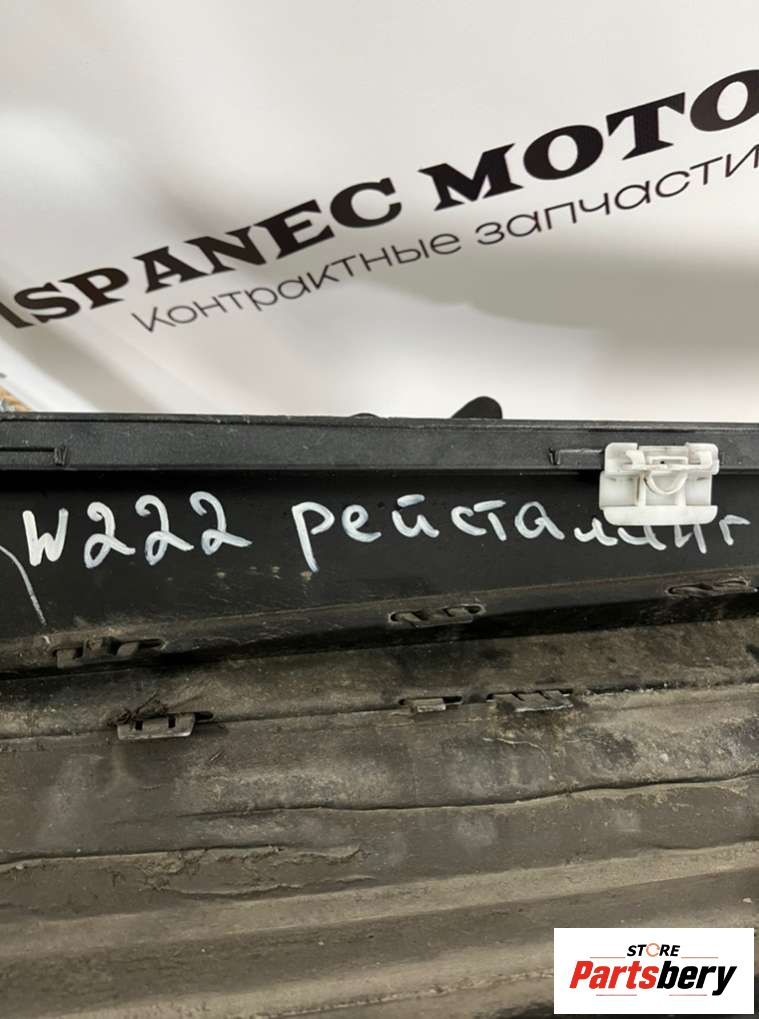 ISPANEC MOTO
Контрактные запчасти
W222 рейсталинг
STORE
Partsbery